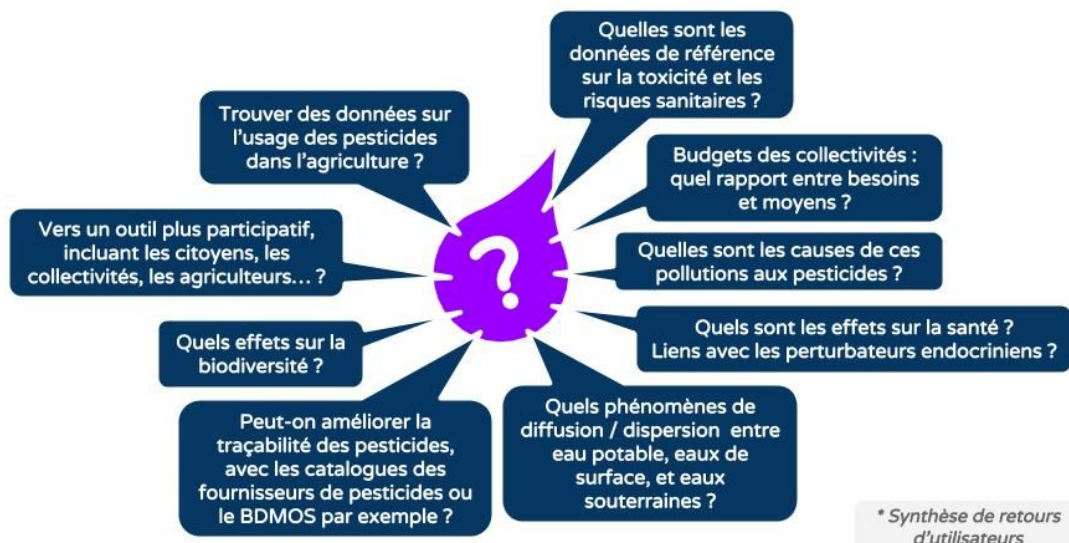 Quelles sont les
données de référence
sur la toxicité et les
risques sanitaires ?
Trouver des données sur
l'usage des pesticides
dans l'agriculture ?
Budgets des collectivités :
quel rapport entre besoins
et moyens ?
Vers un outil plus participatif,
incluant les citoyens, les
collectivités, les agriculteurs… ?
?
Quelles sont les causes de ces
pollutions aux pesticides ?
Quels effets sur la
biodiversité ?
Quels sont les effets sur la santé ?
Liens avec les perturbateurs endocriniens ?
Peut-on améliorer la
traçabilité des pesticides,
avec les catalogues des
fournisseurs de pesticides ou
le BDMOS par exemple ?
Quels phénomènes de
diffusion / dispersion entre
eau potable, eaux de
surface, et eaux
souterraines ?
* Synthèse de retours
d'utilisateurs